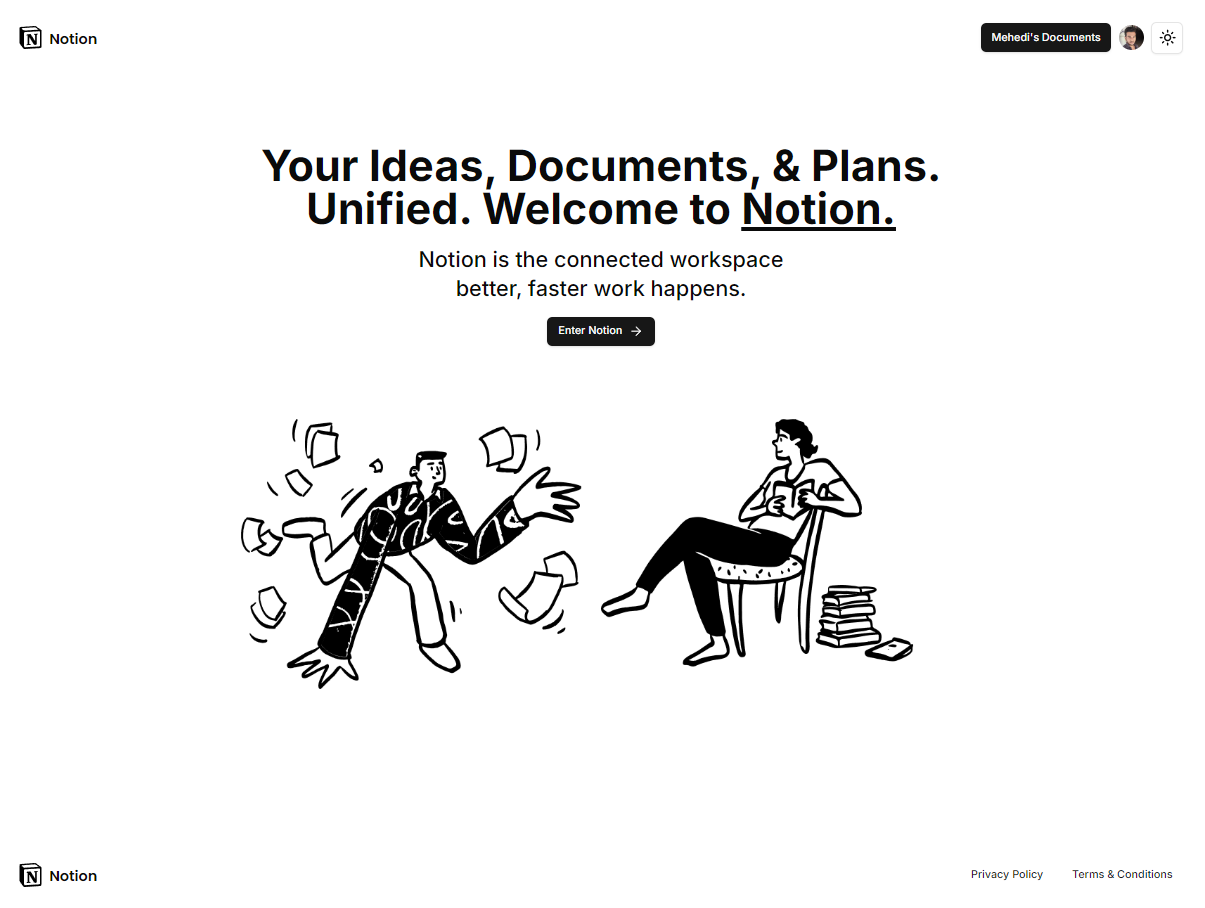 Notion
Mehedi's Documents
Your Ideas, Documents, & Plans.
Unified. Welcome to Notion.
Notion is the connected workspace
better, faster work happens.
Enter Notion
Notion
Privacy Policy
Terms & Conditions